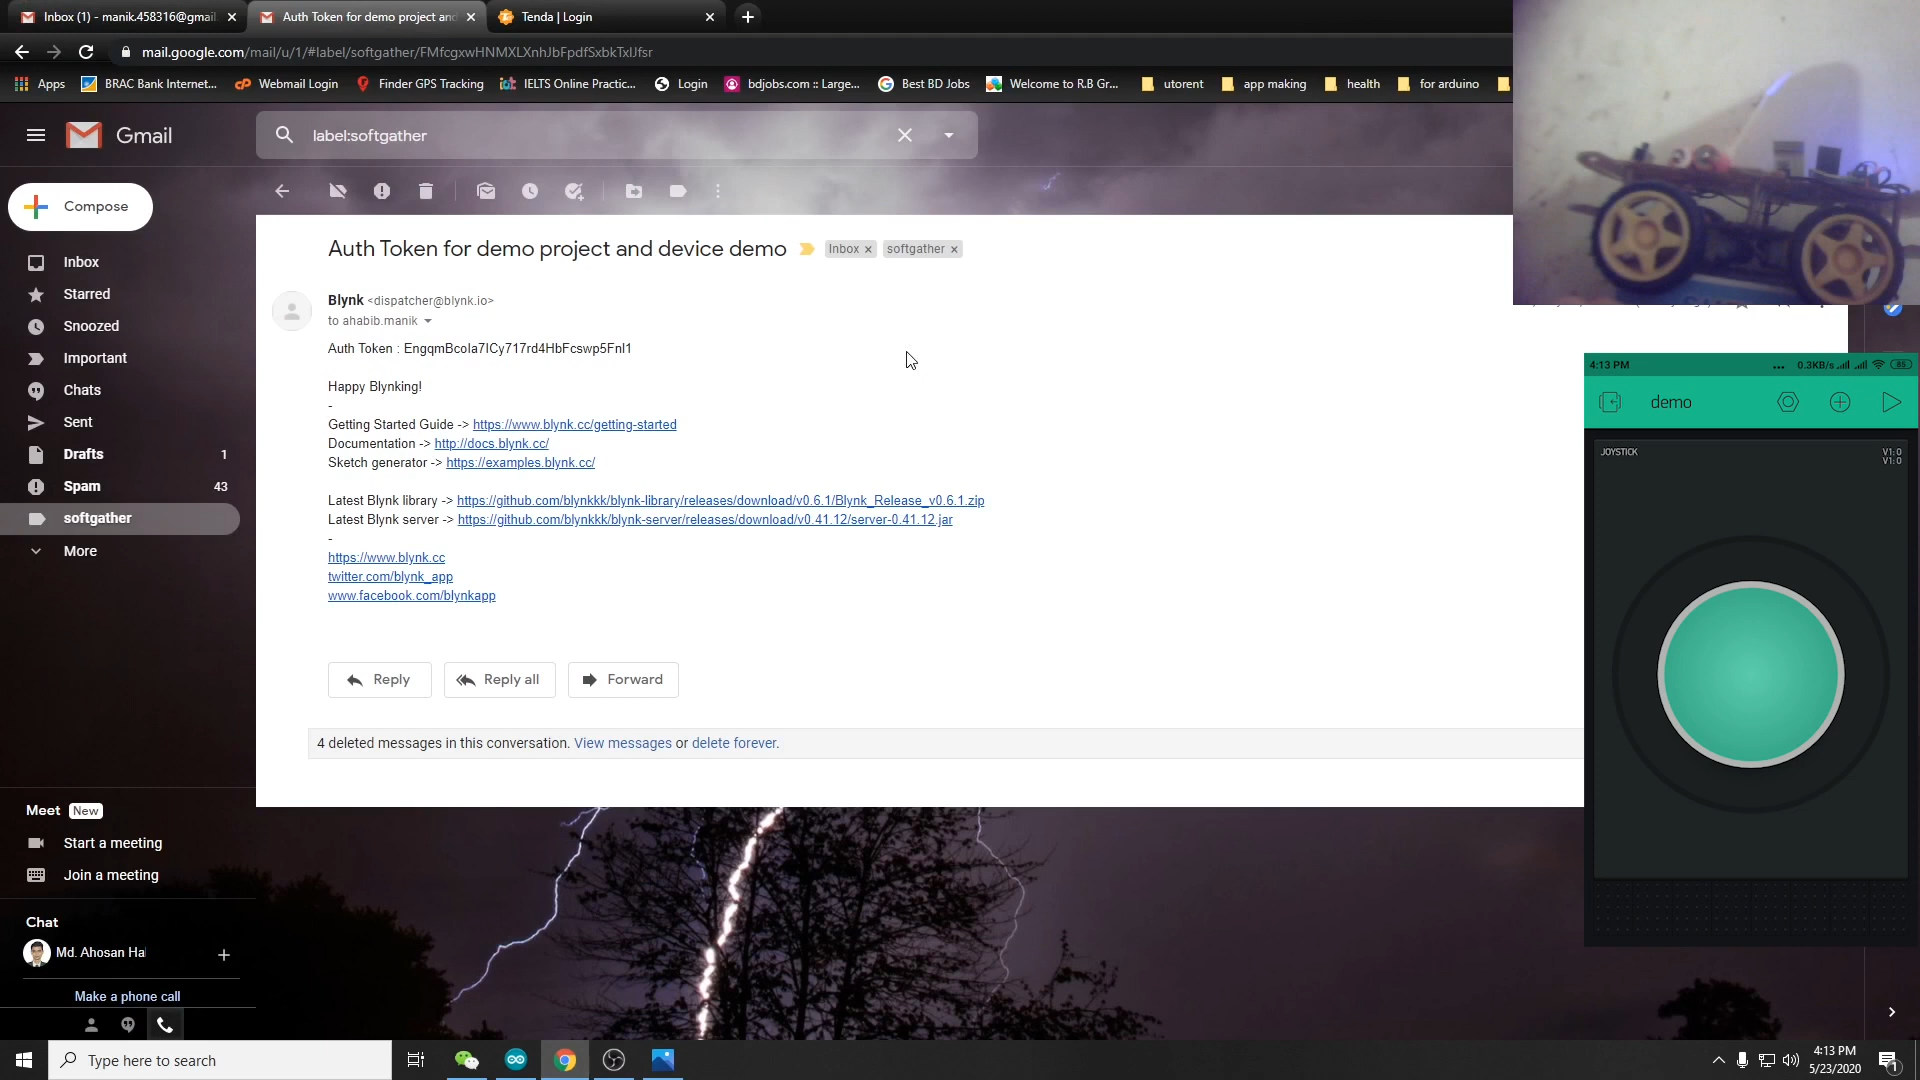 Inbox (1) - manik.458316@gmail
Auth Token for demo project and
Tenda | Login
mail.google.com/mail/u/1/#label/softgather/FMfcgxwHNMXLXnhJbFpdfSxbkTxlJfsr
Apps
BRAC Bank Internet...
Webmail Login
Finder GPS Tracking
IELTS Online Practic...
Login
bdjobs.com :: Large...
Best BD Jobs
Welcome to R.B Gr...
utorent
app making
health
for arduino
Gmail
label:softgather
Compose
Inbox
Starred
Snoozed
Important
Chats
Sent
Drafts 1
Spam 43
softgather
More
Auth Token for demo project and device demo
Inbox x
softgather x
Blynk <dispatcher@blynk.io>
to ahabib.manik
Auth Token : EngqmBcoIa7ICy717rd4HbFcswp5FnI1
Happy Blynking!
-
Getting Started Guide -> https://www.blynk.cc/getting-started
Documentation -> http://docs.blynk.cc/
Sketch generator -> https://examples.blynk.cc/
Latest Blynk library -> https://github.com/blynkkk/blynk-library/releases/download/v0.6.1/Blynk_Release_v0.6.1.zip
Latest Blynk server -> https://github.com/blynkkk/blynk-server/releases/download/v0.41.12/server-0.41.12.jar
-
https://www.blynk.cc
twitter.com/blynk_app
www.facebook.com/blynkapp
Reply
Reply all
Forward
4 deleted messages in this conversation. View messages or delete forever.
4:13 PM ... 0.3KB/s 85
demo
JOYSTICK
V1:0
V1:0
Meet New
Start a meeting
Join a meeting
Chat
Md. Ahosan Ha
Make a phone call
Type here to search
4:13 PM
5/23/2020
1